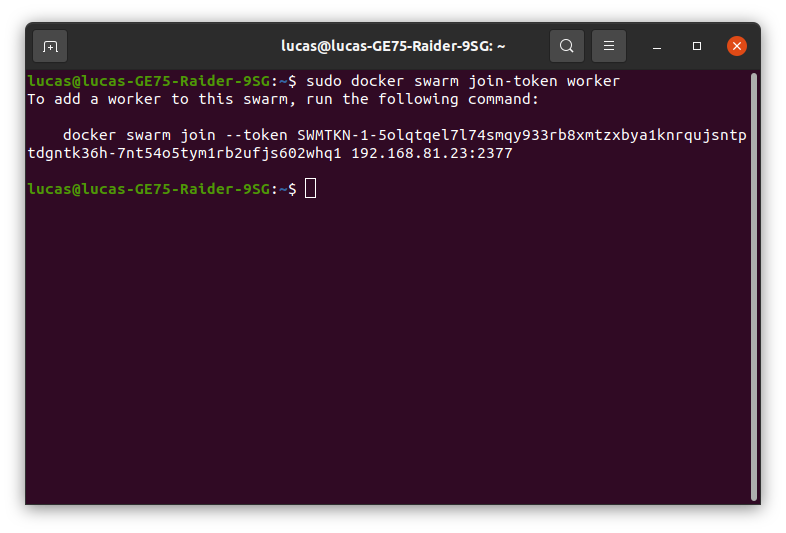 lucas@lucas-GE75-Raider-9SG: ~
lucas@lucas-GE75-Raider-9SG:~$ sudo docker swarm join-token worker
To add a worker to this swarm, run the following command:
docker swarm join --token SWMTKN-1-5olqtqel7l74smqy933rb8xmtzxbya1knrqujsntp
tdgntk36h-7nt54o5tym1rb2ufjs602whq1 192.168.81.23:2377
lucas@lucas-GE75-Raider-9SG:~$